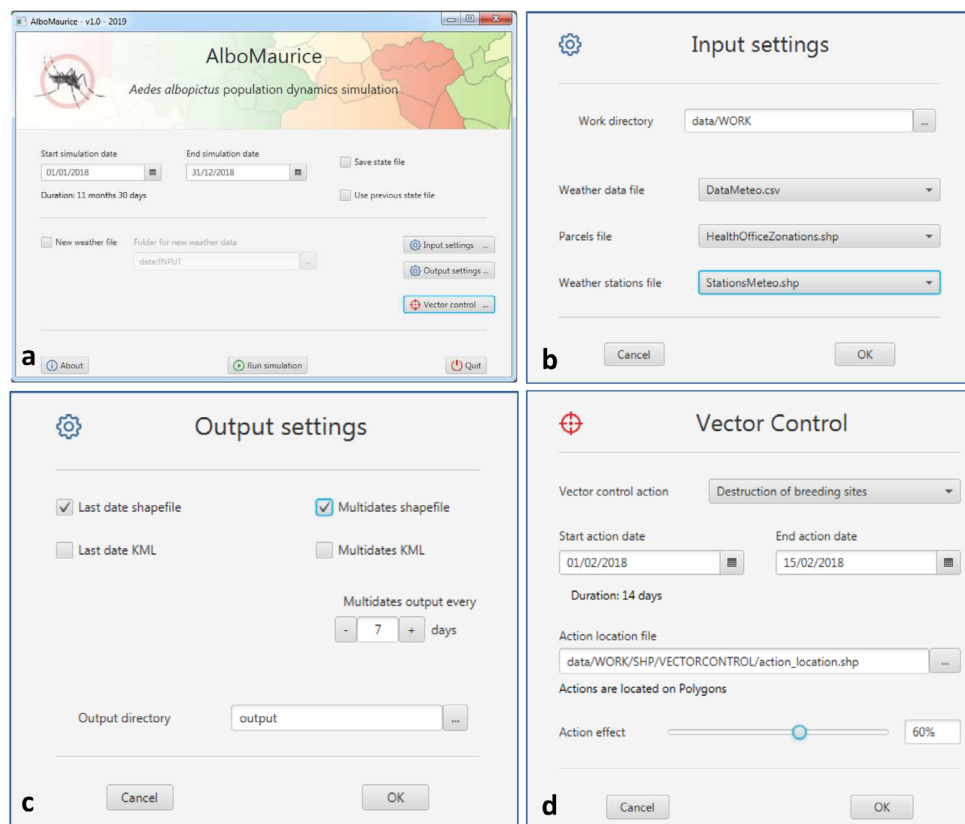 AlboMaurice - v1.0 - 2019
AlboMaurice
Aedes albopictus population dynamics simulation
Start simulation date
End simulation date
01/01/2018
31/12/2018
Save state file
Duration: 11 months 30 days
Use previous state file
New weather file
Folder for new weather data
data/INPUT
...
Input settings ...
Output settings ...
Vector control ...
a
About
Run simulation
Quit
Input settings
Work directory
data/WORK
...
Weather data file
DataMeteo.csv
Parcels file
HealthOfficeZonations.shp
Weather stations file
StationsMeteo.shp
b
Cancel
OK
Output settings
Last date shapefile
Multidates shapefile
Last date KML
Multidates KML
Multidates output every
- 7 + days
Output directory
output
...
c
Cancel
OK
Vector Control
Vector control action
Destruction of breeding sites
Start action date
End action date
01/02/2018
15/02/2018
Duration: 14 days
Action location file
data/WORK/SHP/VECTORCONTROL/action_location.shp
...
Actions are located on Polygons
Action effect
60%
d
Cancel
OK